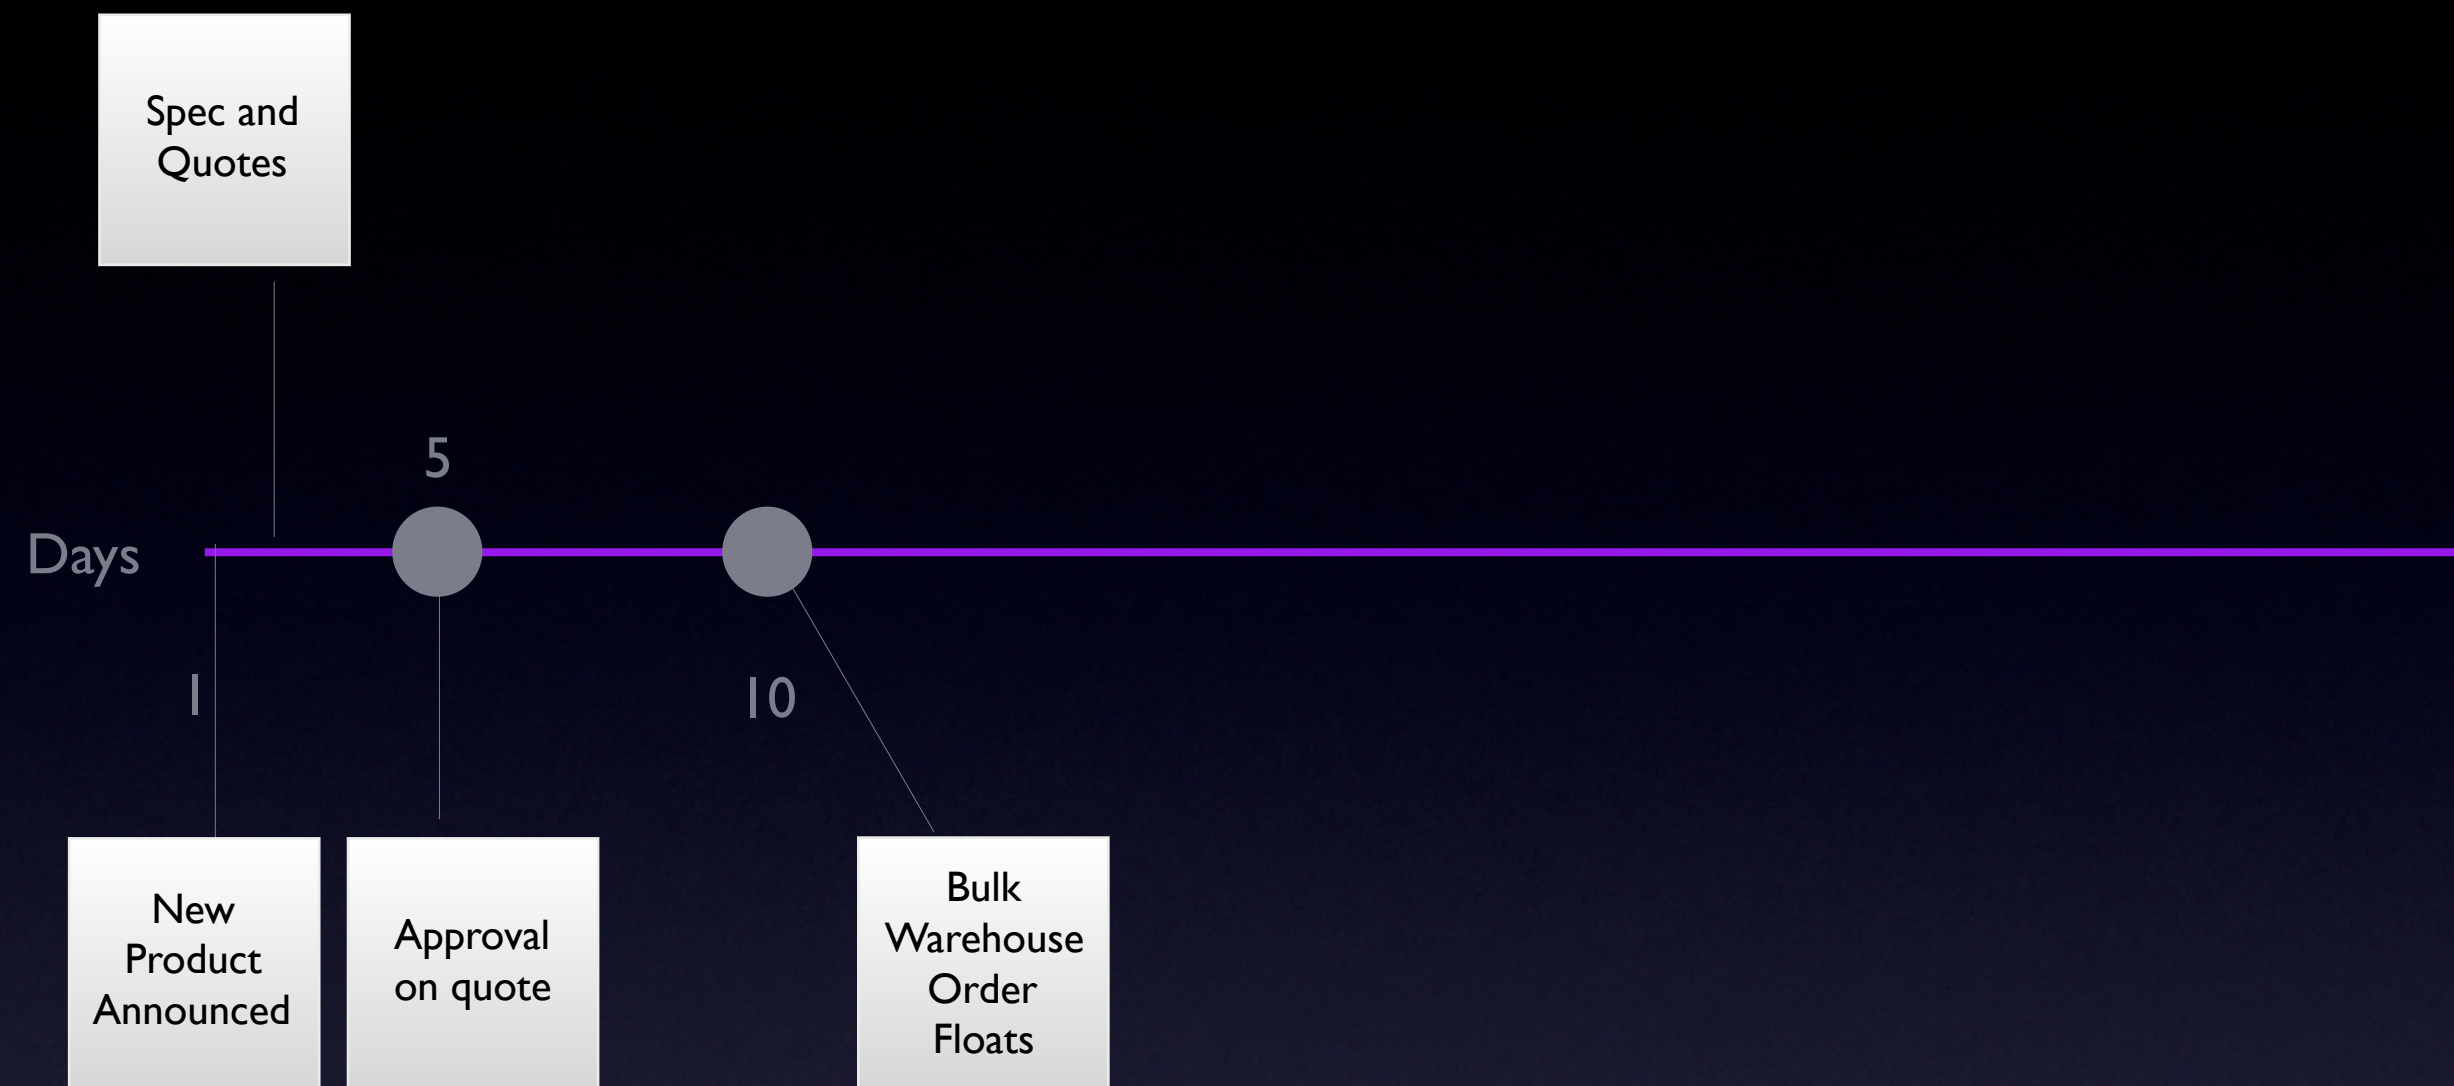 Spec and
Quotes
5
Days
1
10
New
Product
Announced
Approval
on quote
Bulk
Warehouse
Order
Floats